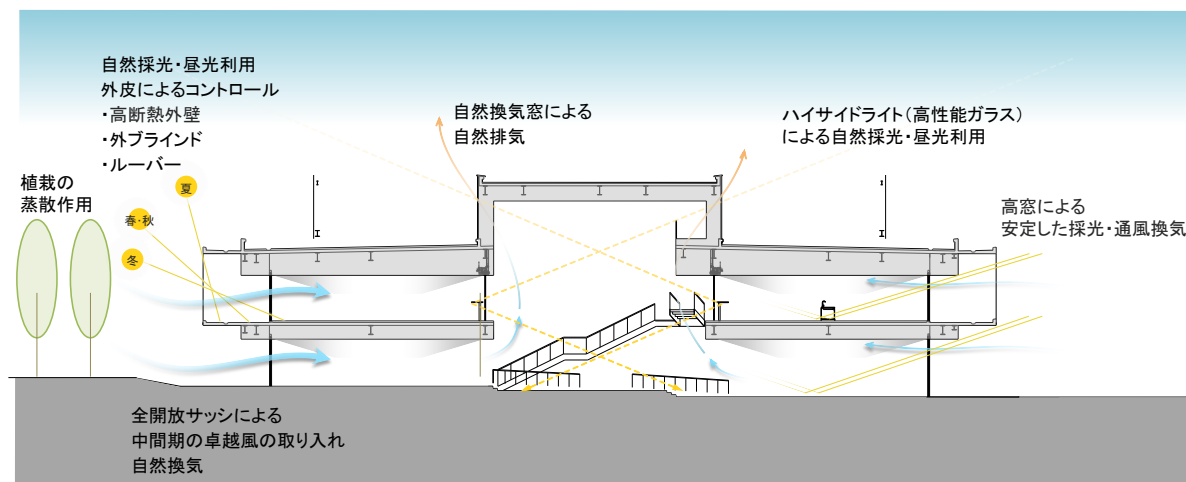 自然採光・昼光利用
外皮によるコントロール
・高断熱外壁
・外ブラインド
・ルーバー
自然換気窓による
自然排気
ハイサイドライト（高性能ガラス）
による自然採光・昼光利用
植栽の
蒸散作用
夏
春・秋
冬
高窓による
安定した採光・通風換気
全開放サッシによる
中間期の卓越風の取り入れ
自然換気